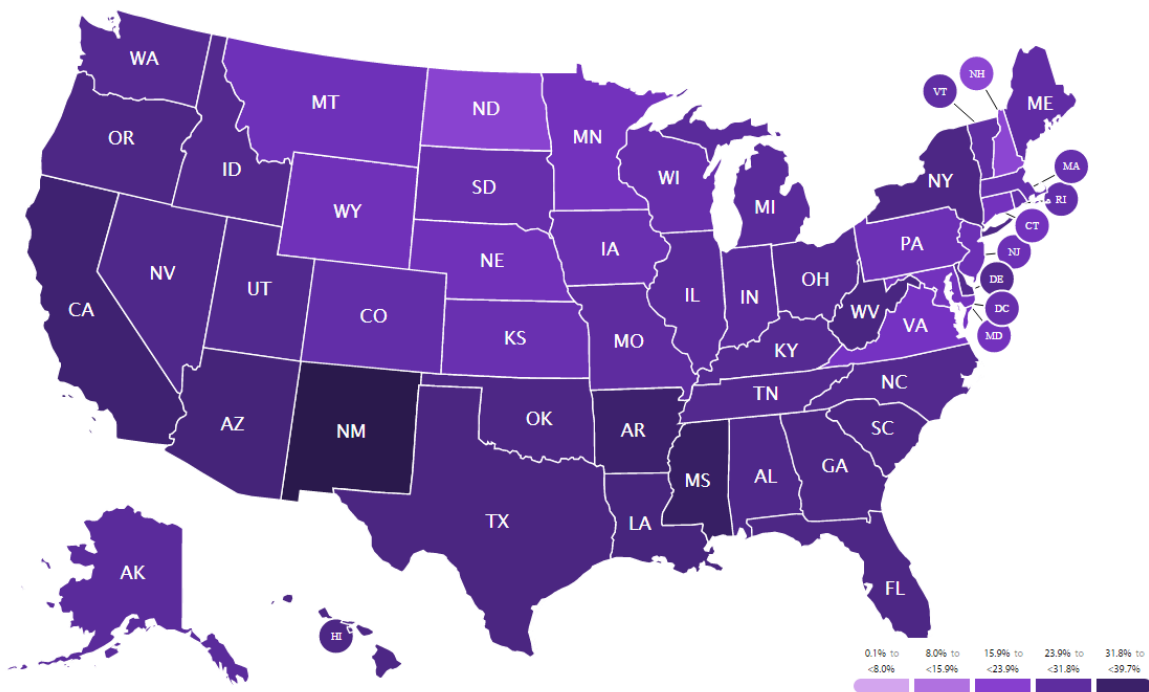 WA
MT
ND
MN
VT
NH
ME
OR
ID
SD
WI
MI
NY
MA
RI
CT
WY
NE
IA
PA
NJ
DE
DC
MD
NV
UT
CO
KS
IL
IN
OH
WV
VA
MO
KY
CA
AZ
NM
OK
AR
TN
NC
SC
MS
AL
GA
TX
LA
FL
AK
HI
0.1% to 8.0% to 15.9% to 23.9% to 31.8% to
<8.0% <15.9% <23.9% <31.8% <39.7%